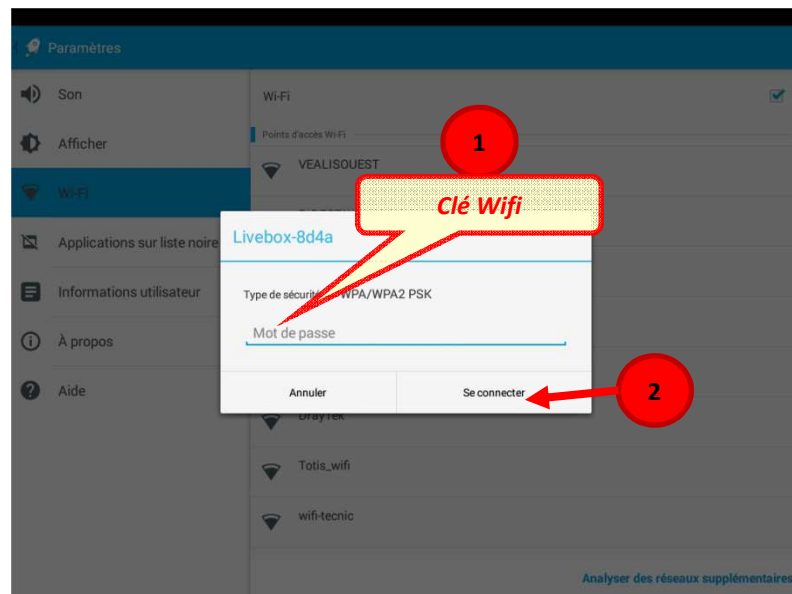 Paramètres
Son
Afficher
Wi-Fi
Applications sur liste noire
Informations utilisateur
À propos
Aide
Wi-Fi
Points d'accès Wi-Fi
VEALISOUEST
1
Clé Wifi
Livebox-8d4a
Type de sécurité WPA/WPA2 PSK
Mot de passe
Annuler
Se connecter
2
DrayTek
Totis_wifi
wifi-tecnic
Analyser des réseaux supplémentaires